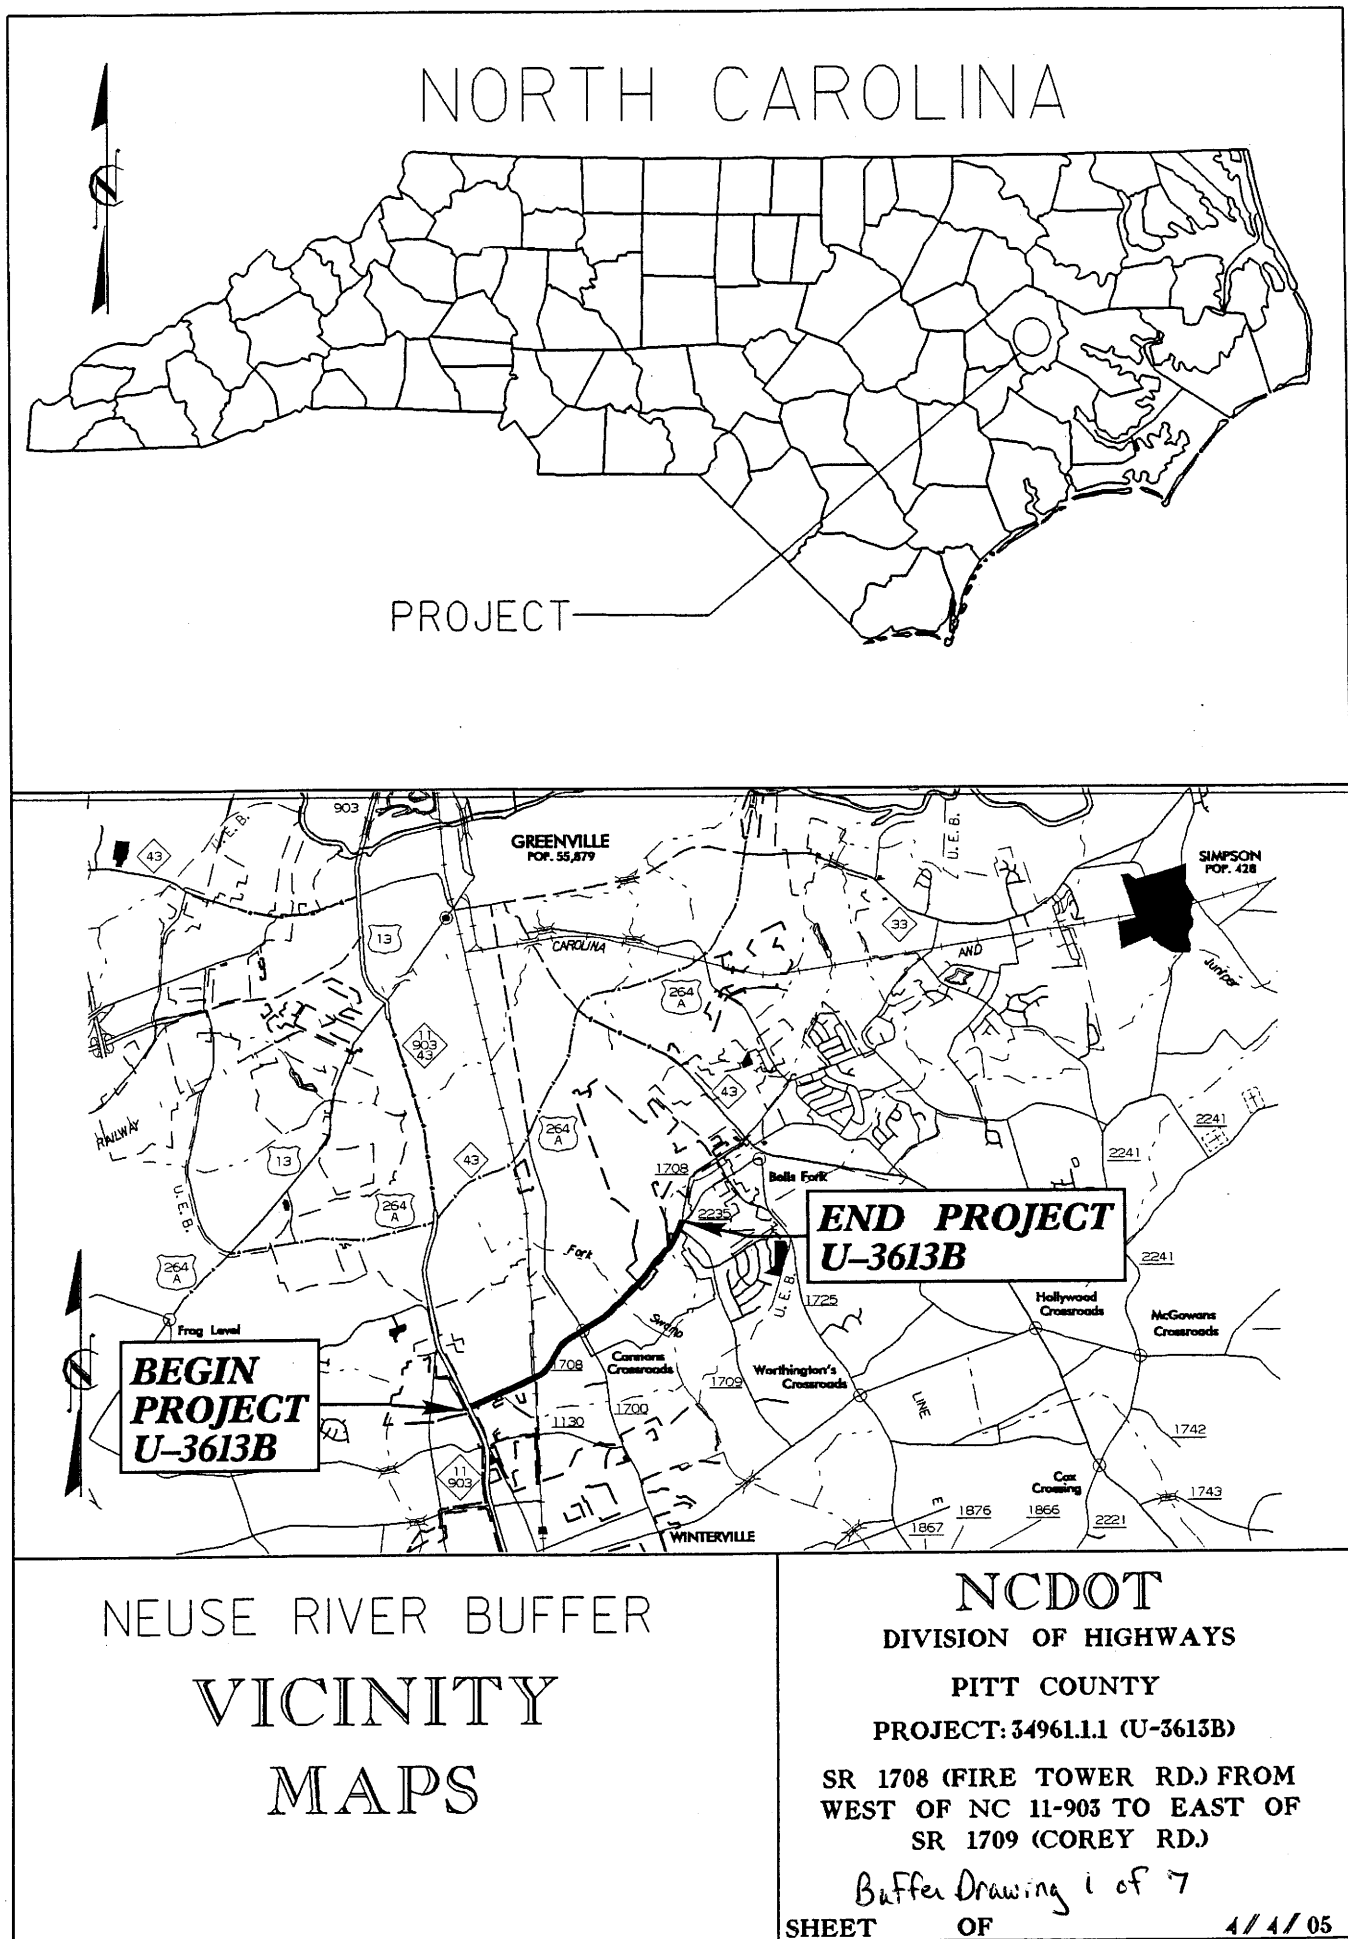 NORTH CAROLINA
N
PROJECT
903
GREENVILLE
POP. 55,879
U.E.B.
43
U.E.B.
SIMPSON
POP. 428
33
13
CAROLINA
AND
Juniper
264
A
11
903
43
43
2241
RAILWAY
264
A
2241
13
43
1708
Bells Fork
U.E.B.
264
A
2235
END PROJECT
U-3613B
Fork
264
A
2241
U.E.B.
1725
Hollywood
Crossroads
McGowans
Crossroads
Swamp
Frog Level
N
BEGIN
PROJECT
U-3613B
1708
Cannons
Crossroads
1709
Worthington's
Crossroads
LINE
1700
1130
1742
11
903
Cox
Crossing
1743
E
1876
1866
1867
2221
WINTERVILLE
NEUSE RIVER BUFFER
VICINITY
MAPS
NCDOT
DIVISION OF HIGHWAYS
PITT COUNTY
PROJECT: 34961.1.1 (U-3613B)
SR 1708 (FIRE TOWER RD.) FROM
WEST OF NC 11-903 TO EAST OF
SR 1709 (COREY RD.)
Buffer Drawing 1 of 7
SHEET OF 4/4/05